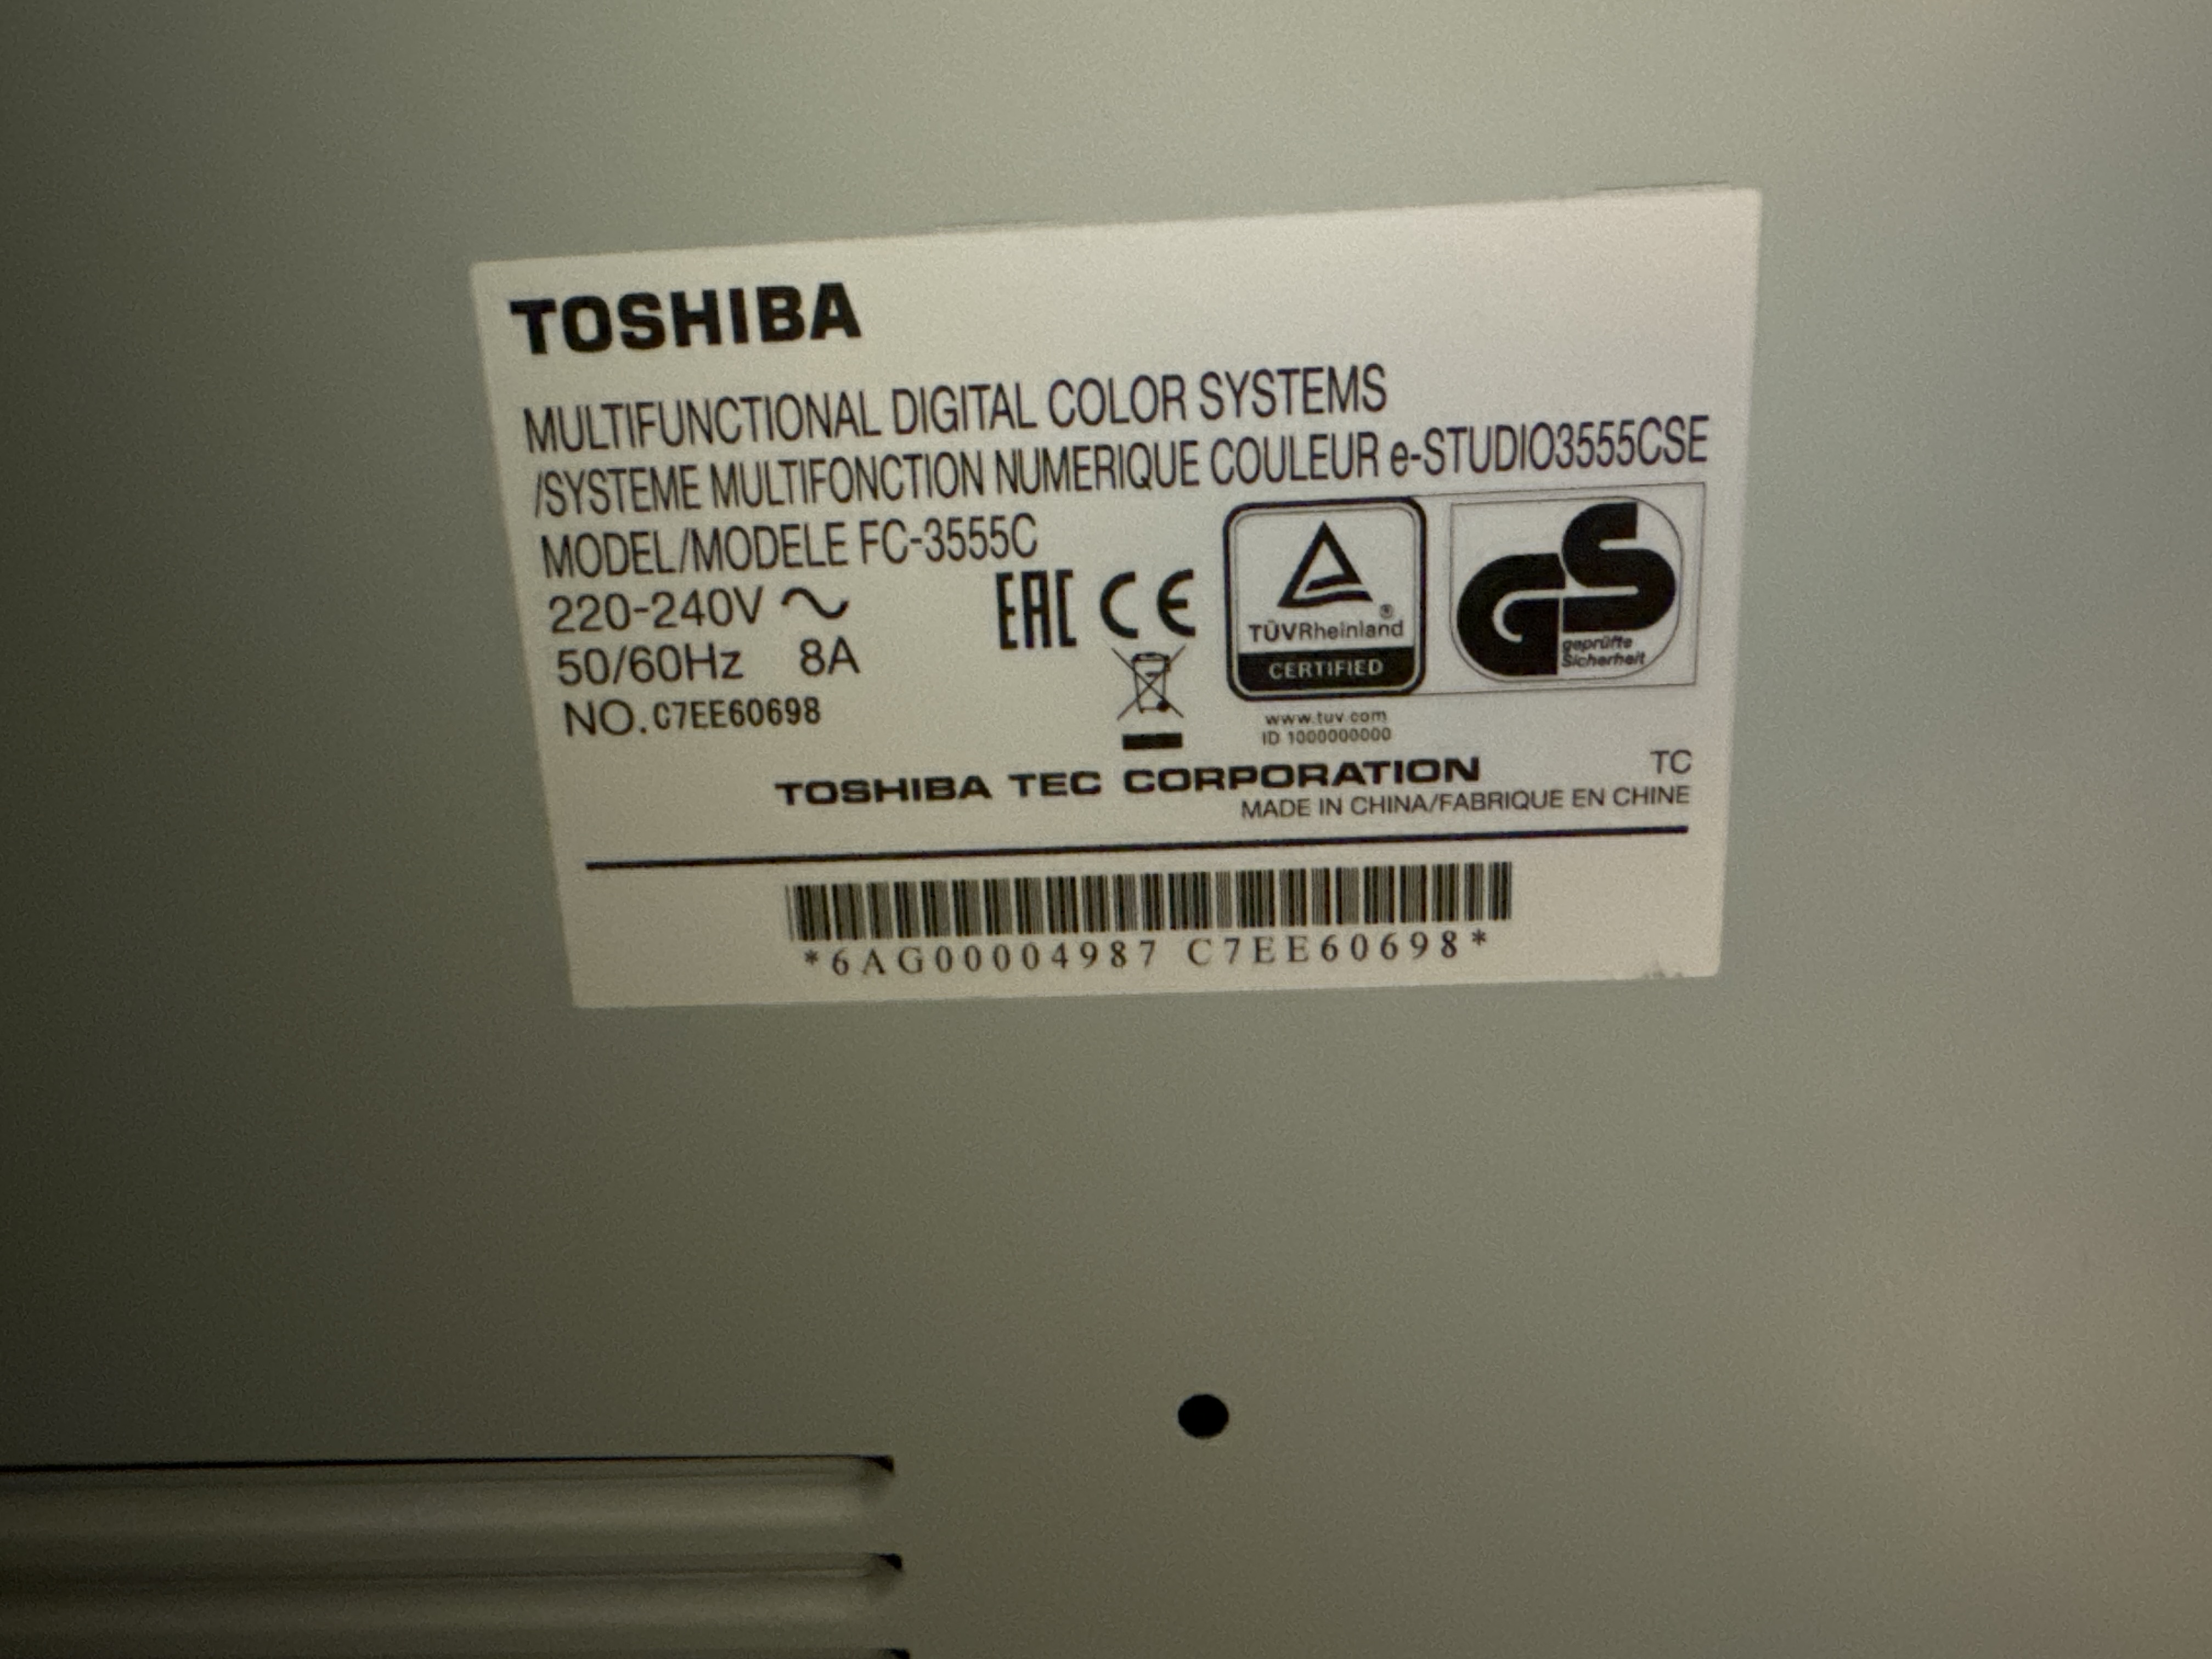 TOSHIBA
MULTIFUNCTIONAL DIGITAL COLOR SYSTEMS
/SYSTEME MULTIFONCTION NUMERIQUE COULEUR e-STUDIO3555CSE
MODEL/MODELE FC-3555C
220-240V ~
50/60Hz 8A
NO. C7EE60698
EAC CE
TÜVRheinland®
CERTIFIED
www.tuv.com
ID 1000000000
GS
geprüfte
Sicherheit
TOSHIBA TEC CORPORATION
TC
MADE IN CHINA/FABRIQUE EN CHINE
*6AG00004987 C7EE60698*